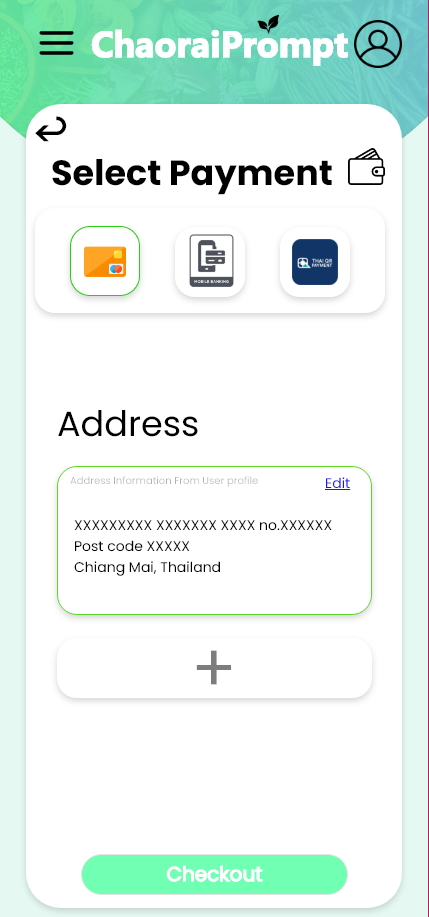 ChaoraiPrompt
Select Payment
MOBILE BANKING
THAI QR
PAYMENT
Address
Address Information From User profile
Edit
XXXXXXXXX XXXXXXX XXXX no.XXXXXX
Post code XXXXX
Chiang Mai, Thailand
Checkout